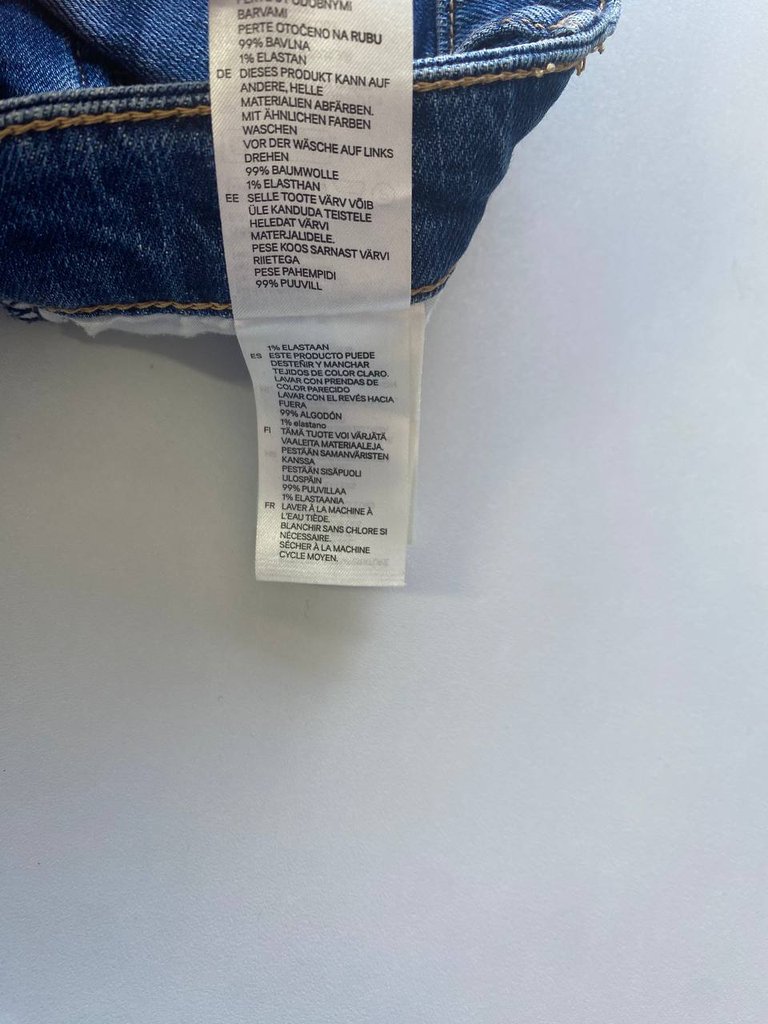 BARVAMI
PERTE OTOČENO NA RUBU
99% BAVLNA
1% ELASTAN
DE DIESES PRODUKT KANN AUF
ANDERE, HELLE
MATERIALIEN ABFÄRBEN.
MIT ÄHNLICHEN FARBEN
WASCHEN
VOR DER WÄSCHE AUF LINKS
DREHEN
99% BAUMWOLLE
1% ELASTHAN
EE SELLE TOOTE VÄRV VÕIB
ÜLE KANDUDA TEISTELE
HELEDAT VÄRVI
MATERJALIDELE.
PESE KOOS SARNAST VÄRVI
RIIETEGA
PESE PAHEMPIDI
99% PUUVILL
1% ELASTAAN
ES ESTE PRODUCTO PUEDE
DESTEÑIR Y MANCHAR
TEJIDOS DE COLOR CLARO.
LAVAR CON PRENDAS DE
COLOR PARECIDO
LAVAR CON EL REVÉS HACIA
FUERA
99% ALGODÓN
1% elastano
FI TÄMÄ TUOTE VOI VÄRJÄTÄ
VAALEITA MATERIAALEJA.
PESTÄÄN SAMANVÄRISTEN
KANSSA
PESTÄÄN SISÄPUOLI
ULOSPÄIN
99% PUUVILLAA
1% ELASTAANIA
FR LAVER À LA MACHINE À
L'EAU TIÈDE.
BLANCHIR SANS CHLORE SI
NÉCESSAIRE.
SÉCHER À LA MACHINE
CYCLE MOYEN.